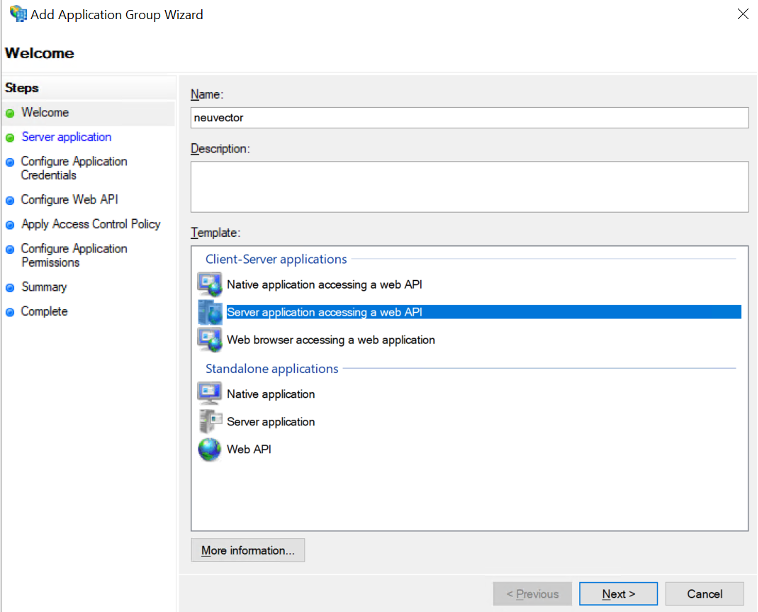 Add Application Group Wizard
Welcome
Steps
Welcome
Server application
Configure Application
Credentials
Configure Web API
Apply Access Control Policy
Configure Application
Permissions
Summary
Complete
Name:
neuvector
Description:
Template:
Client-Server applications
Native application accessing a web API
Server application accessing a web API
Web browser accessing a web application
Standalone applications
Native application
Server application
Web API
More information...
< Previous
Next >
Cancel